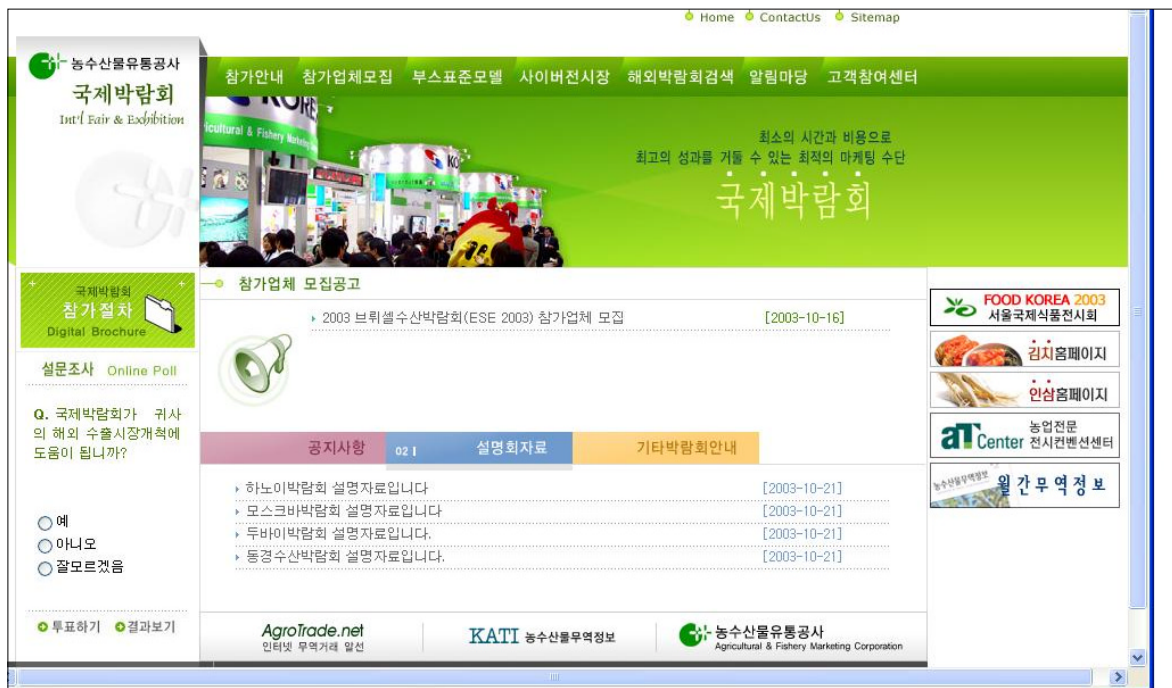 Home ContactUs Sitemap
농수산물유통공사
국제박람회
Int'l Fair & Exhibition
참가안내 참가업체모집 부스표준모델 사이버전시장 해외박람회검색 알림마당 고객참여센터
최소의 시간과 비용으로
최고의 성과를 거둘 수 있는 최적의 마케팅 수단
국제박람회
국제박람회
참가절차
Digital Brochure
설문조사 Online Poll
Q. 국제박람회가 귀사
의 해외 수출시장개척에
도움이 됩니까?
예
아니오
잘모르겠음
투표하기 결과보기
참가업체 모집공고
2003 브뤼셀수산박람회(ESE 2003) 참가업체 모집 [2003-10-16]
공지사항 02 설명회자료 기타박람회안내
하노이박람회 설명자료입니다 [2003-10-21]
모스크바박람회 설명자료입니다 [2003-10-21]
두바이박람회 설명자료입니다. [2003-10-21]
동경수산박람회 설명자료입니다. [2003-10-21]
FOOD KOREA 2003
서울국제식품전시회
김치홈페이지
인삼홈페이지
aT Center 농업전문
전시컨벤션센터
농수산물무역정보 월간무역정보
AgroTrade.net
인터넷 무역거래 알선
KATI 농수산물무역정보
농수산물유통공사
Agricultural & Fishery Marketing Corporation